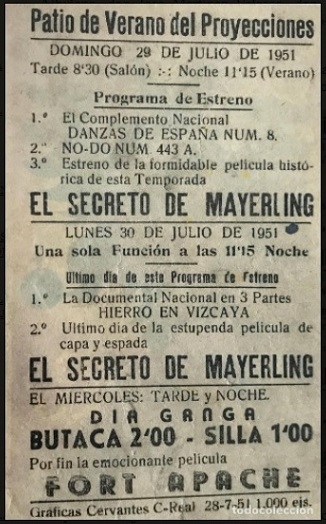 Patio de Verano del Proyecciones
DOMINGO 29 DE JULIO DE 1951
Tarde 8'30 (Salón) :-: Noche 11'15 (Verano)
Programa de Estreno
1.º El Complemento Nacional
DANZAS DE ESPAÑA NUM. 8.
2.º NO-DO NUM. 443 A.
3.º Estreno de la formidable pelicula histó-
rica de esta Temporada
EL SECRETO DE MAYERLING
LUNES 30 DE JULIO DE 1951
Una sola Función a las 11'15 Noche
Ultimo dia de este Programa de Estreno
1.º La Documental Nacional en 3 Partes
HIERRO EN VIZCAYA
2.º Ultimo dia de la estupenda pelicula de
capa y espada
EL SECRETO DE MAYERLING
EL MIERCOLES: TARDE y NOCHE.
DIA GANGA
BUTACA 2'00 - SILLA 1'00
Por fin la emocionante pelicula
FORT APACHE
Gráficas Cervantes C-Real 28-7-51 1.000 ejs.
todocoleccion